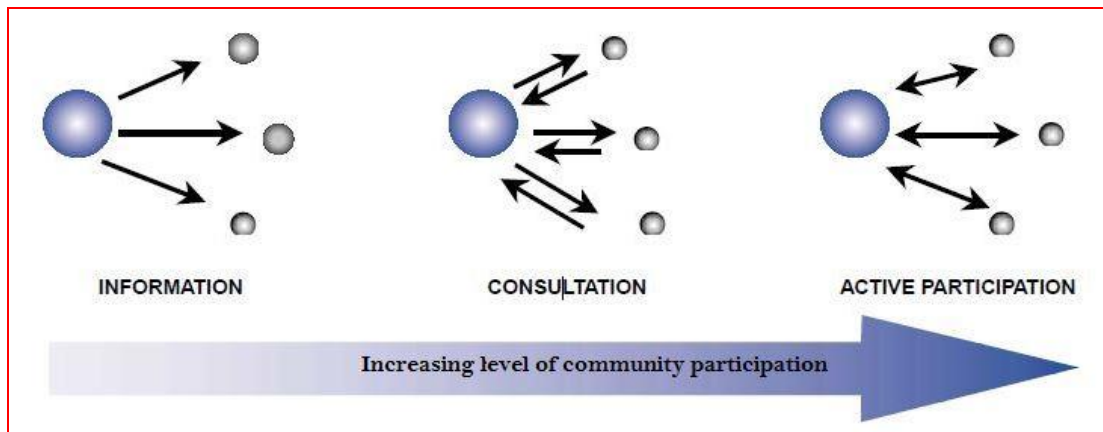 INFORMATION
CONSULTATION
ACTIVE PARTICIPATION
Increasing level of community participation